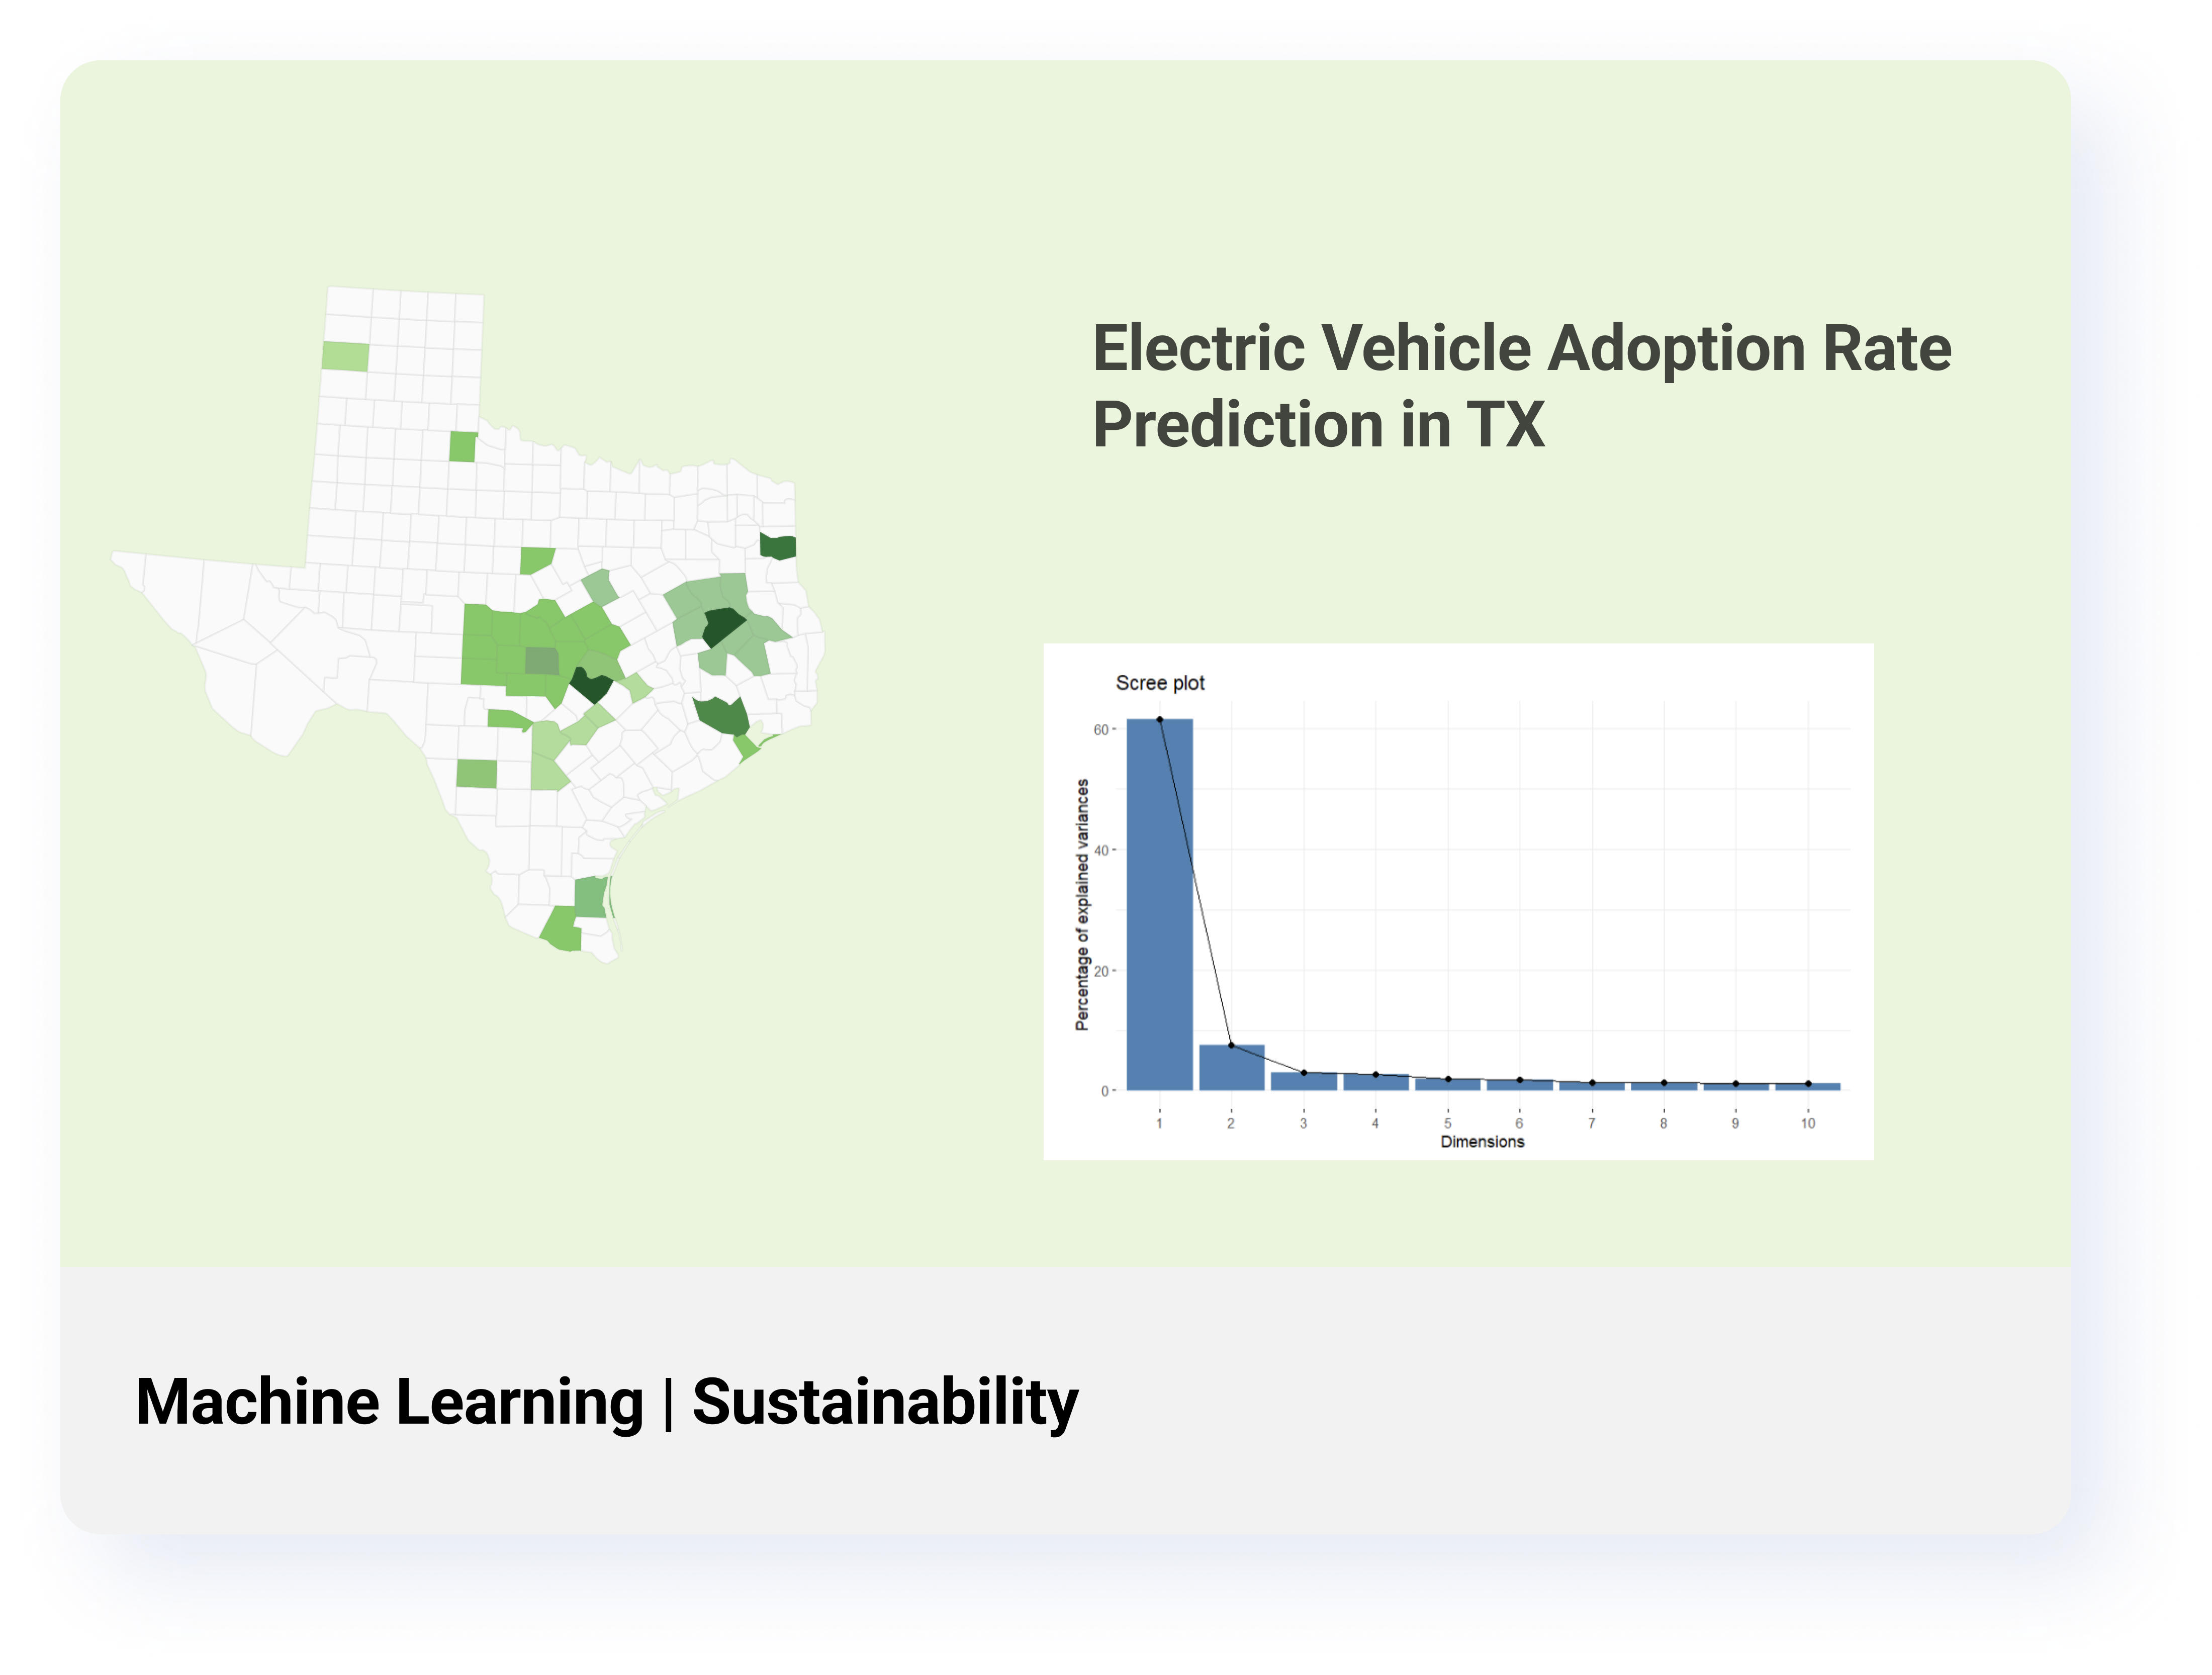 Electric Vehicle Adoption Rate
Prediction in TX
Scree plot
Percentage of explained variances
60
40
20
0
1 2 3 4 5 6 7 8 9 10
Dimensions
Machine Learning | Sustainability